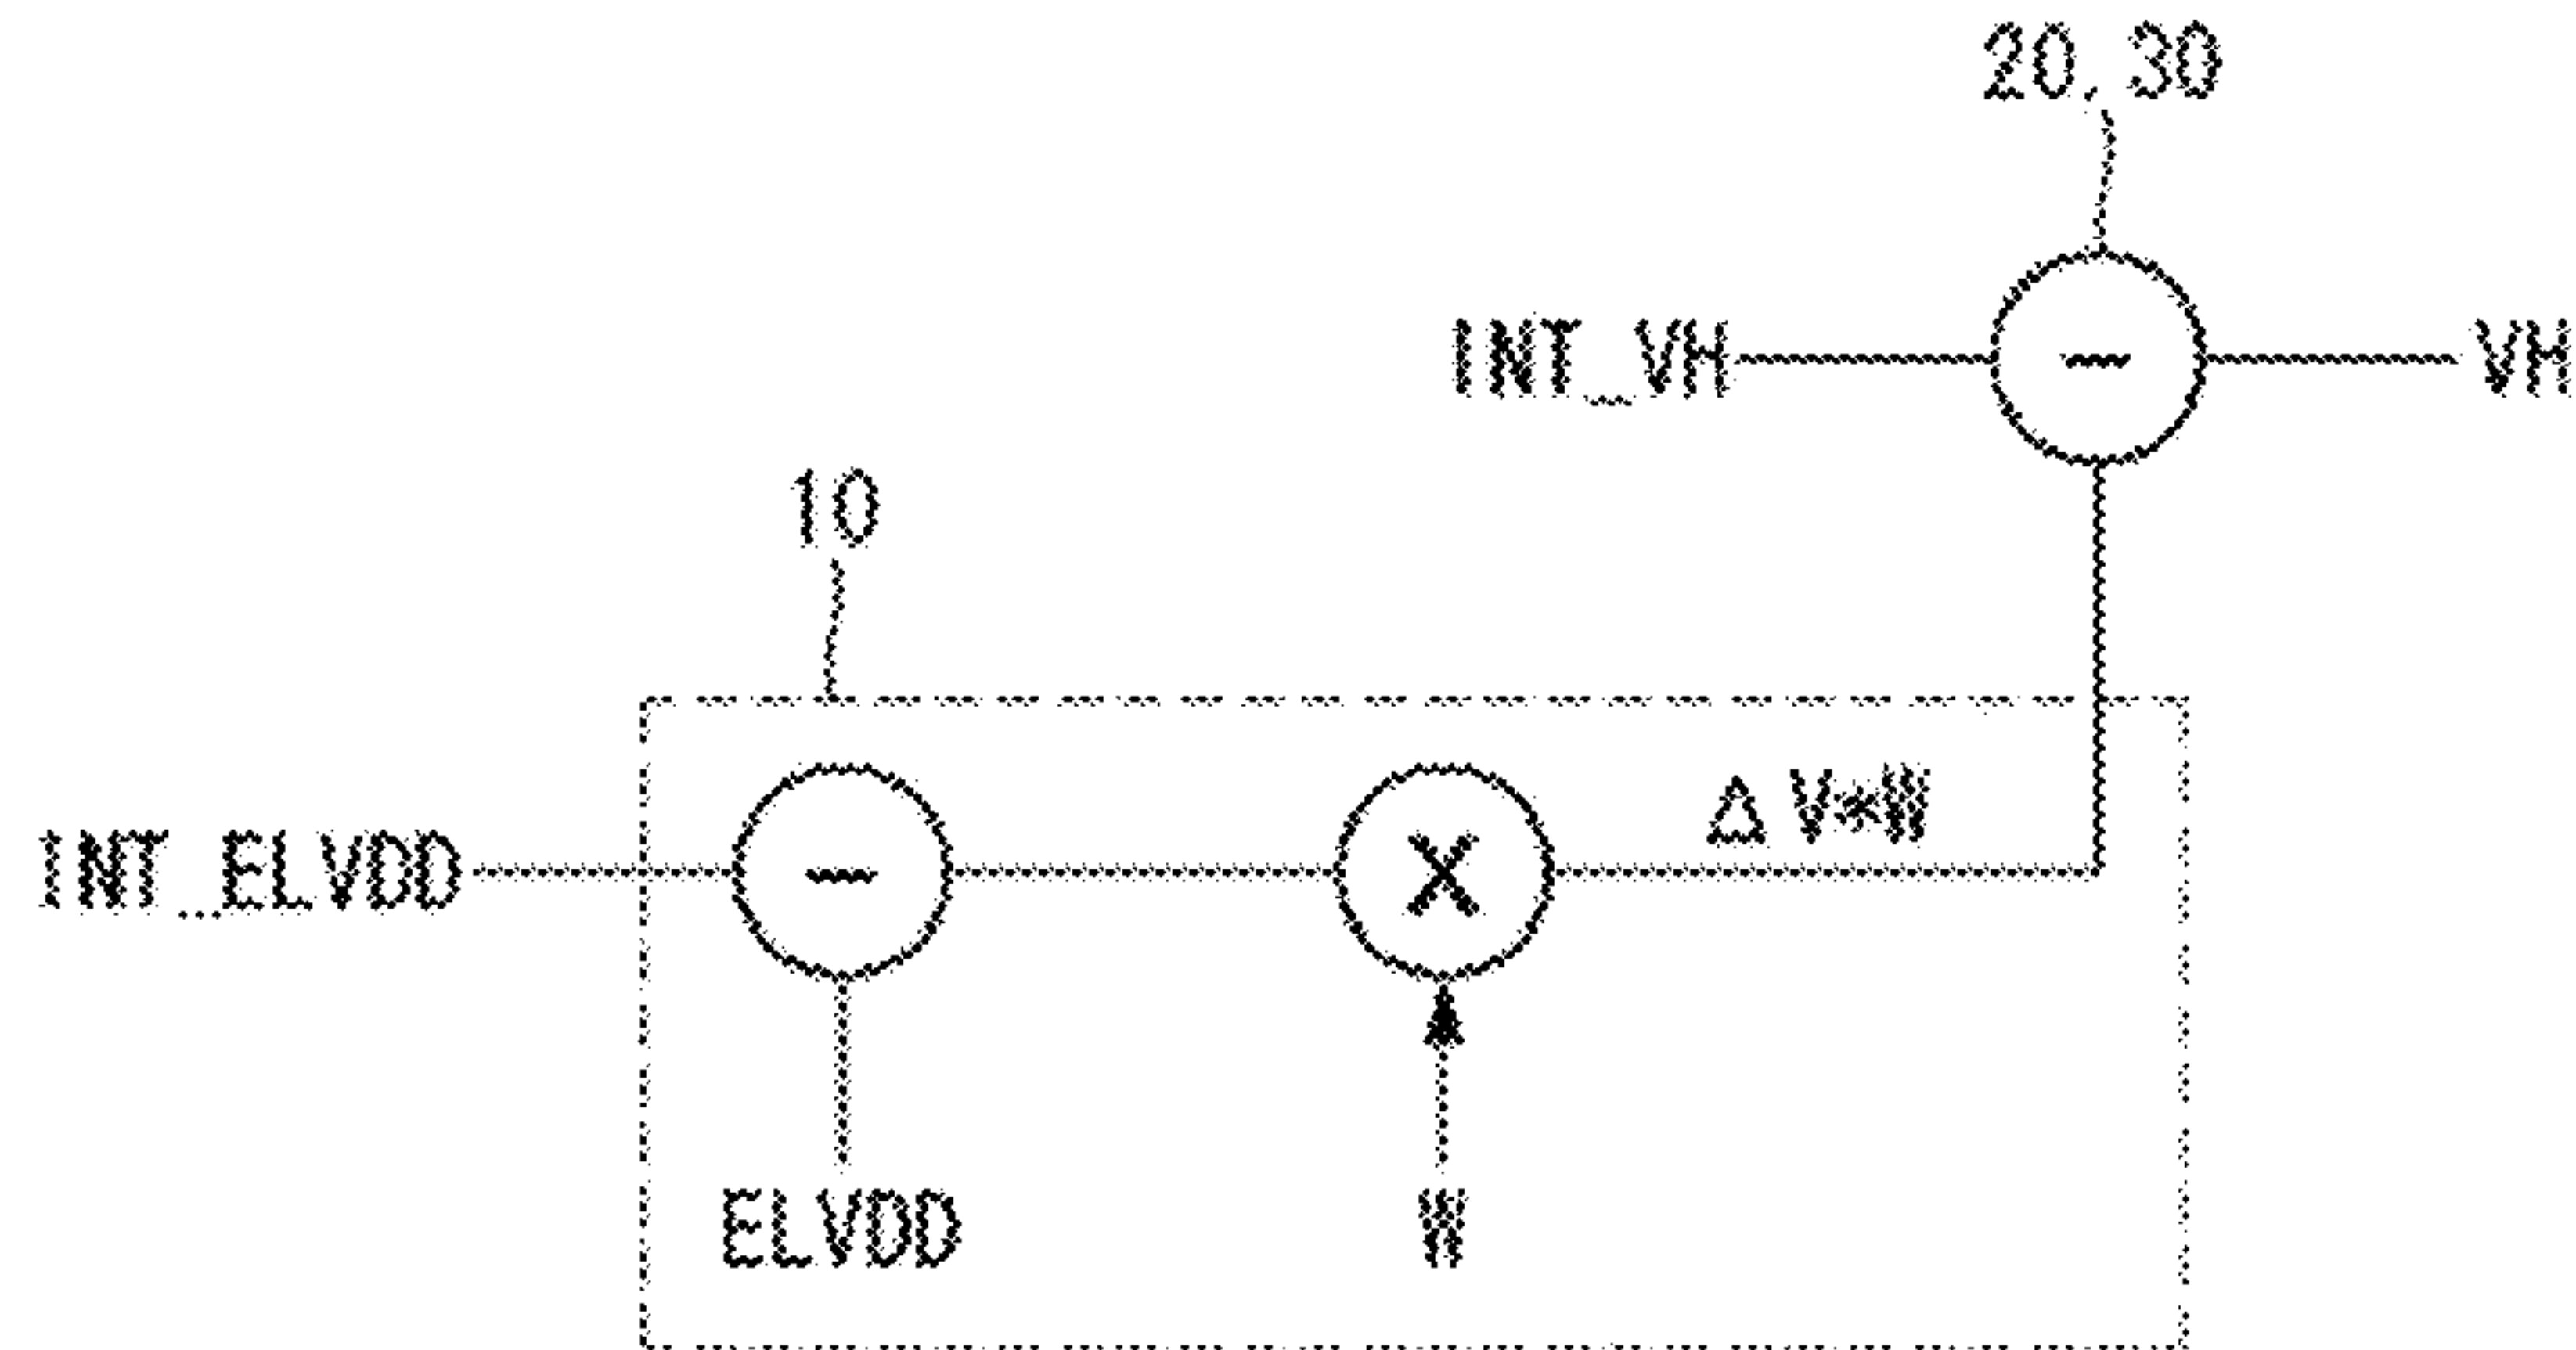 20, 30
INT_VH
−
VH
10
INT_ELVDD
−
X
ΔV*W
ELVDD
W